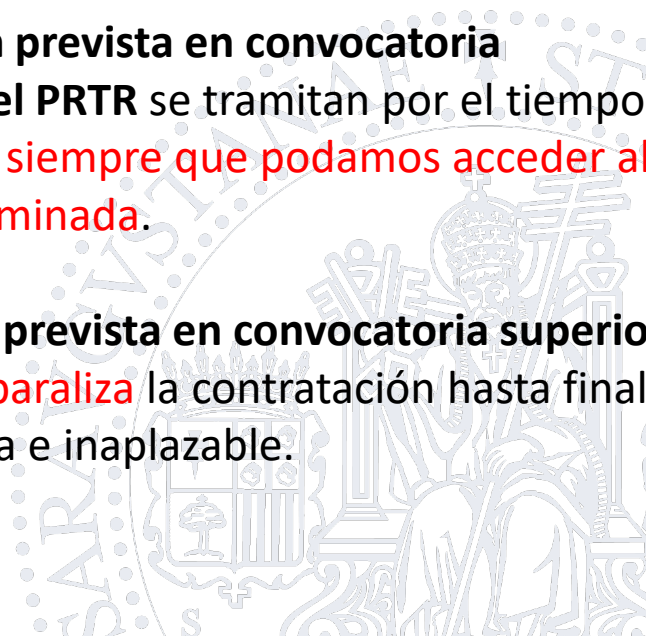 a prevista en convocatoria
el PRTR se tramitan por el tiempo
siempre que podamos acceder al
minada.
prevista en convocatoria superio
paraliza la contratación hasta final
a e inaplazable.